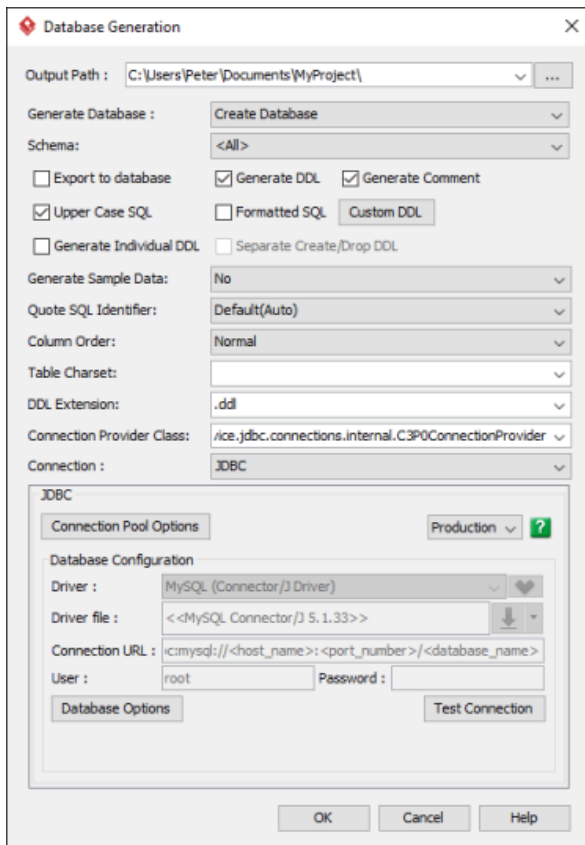 Database Generation
Output Path : C:\Users\Peter\Documents\MyProject\ ...
Generate Database : Create Database
Schema: <All>
Export to database Generate DDL Generate Comment
Upper Case SQL Formatted SQL Custom DDL
Generate Individual DDL Separate Create/Drop DDL
Generate Sample Data: No
Quote SQL Identifier: Default(Auto)
Column Order: Normal
Table Charset:
DDL Extension: .ddl
Connection Provider Class: vice.jdbc.connections.internal.C3P0ConnectionProvider
Connection : JDBC
JDBC
Connection Pool Options Production ?
Database Configuration
Driver : MySQL (Connector/J Driver)
Driver file : <<MySQL Connector/J 5.1.33>>
Connection URL : c:mysql://<host_name>:<port_number>/<database_name>
User : root Password :
Database Options Test Connection
OK Cancel Help